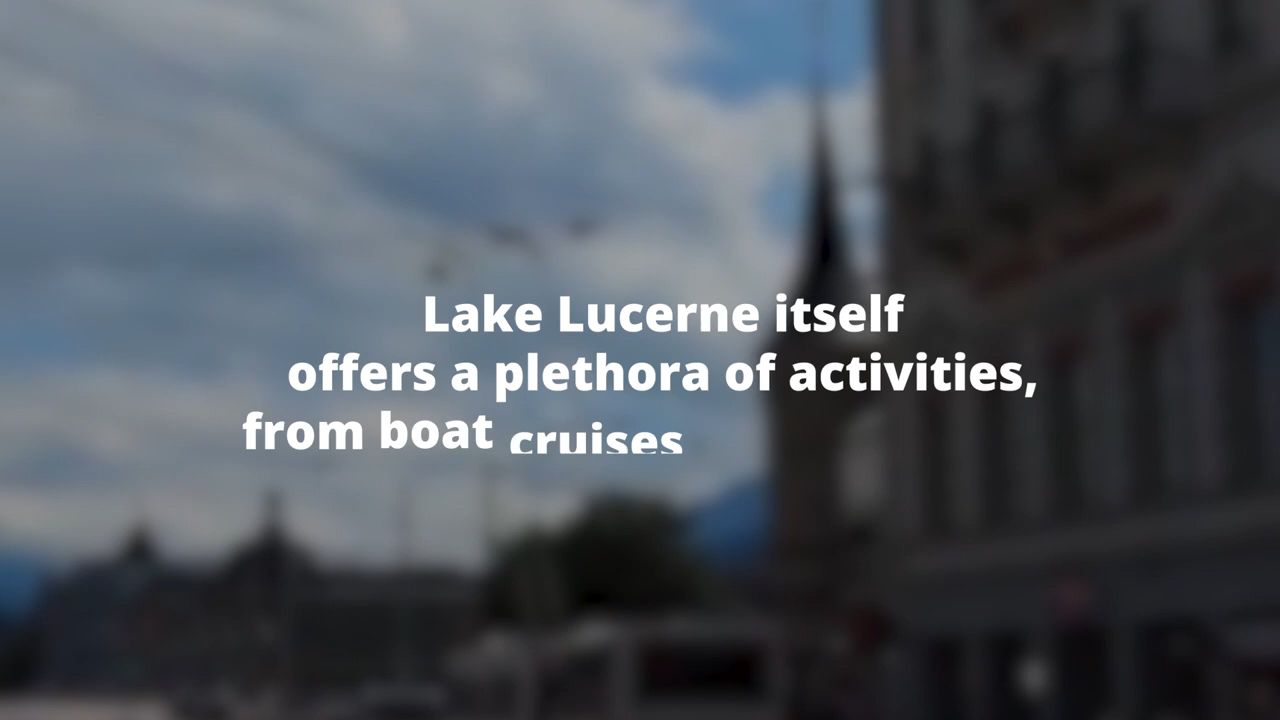 Lake Lucerne itself
offers a plethora of activities,
from boat cruises